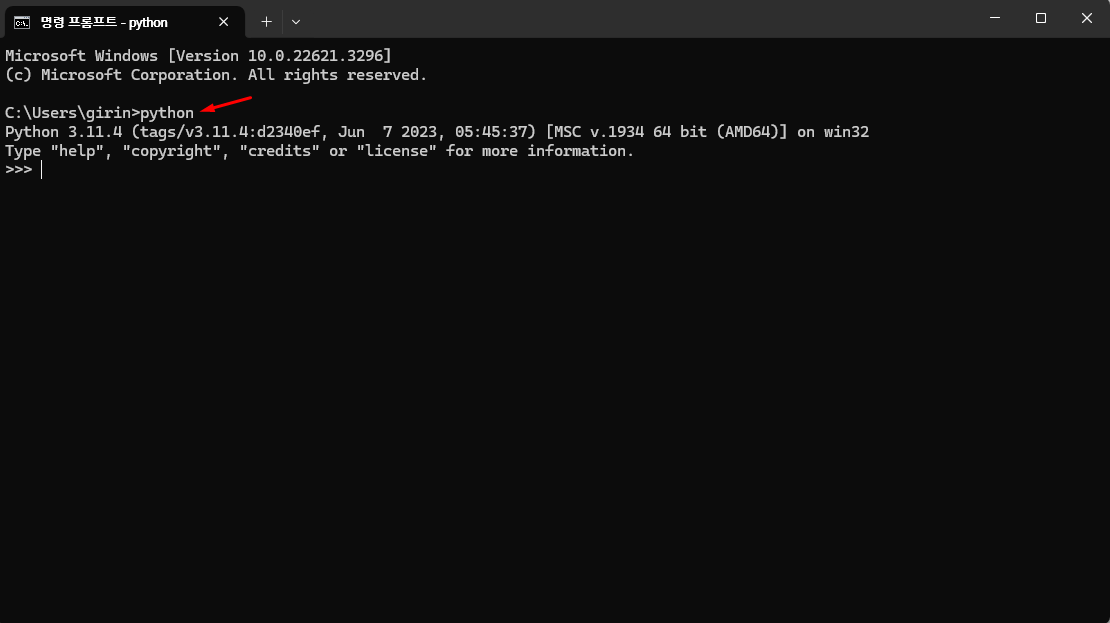 명령 프롬프트 - python
Microsoft Windows [Version 10.0.22621.3296]
(c) Microsoft Corporation. All rights reserved.
C:\Users\girin>python
Python 3.11.4 (tags/v3.11.4:d2340ef, Jun  7 2023, 05:45:37) [MSC v.1934 64 bit (AMD64)] on win32
Type "help", "copyright", "credits" or "license" for more information.
>>>